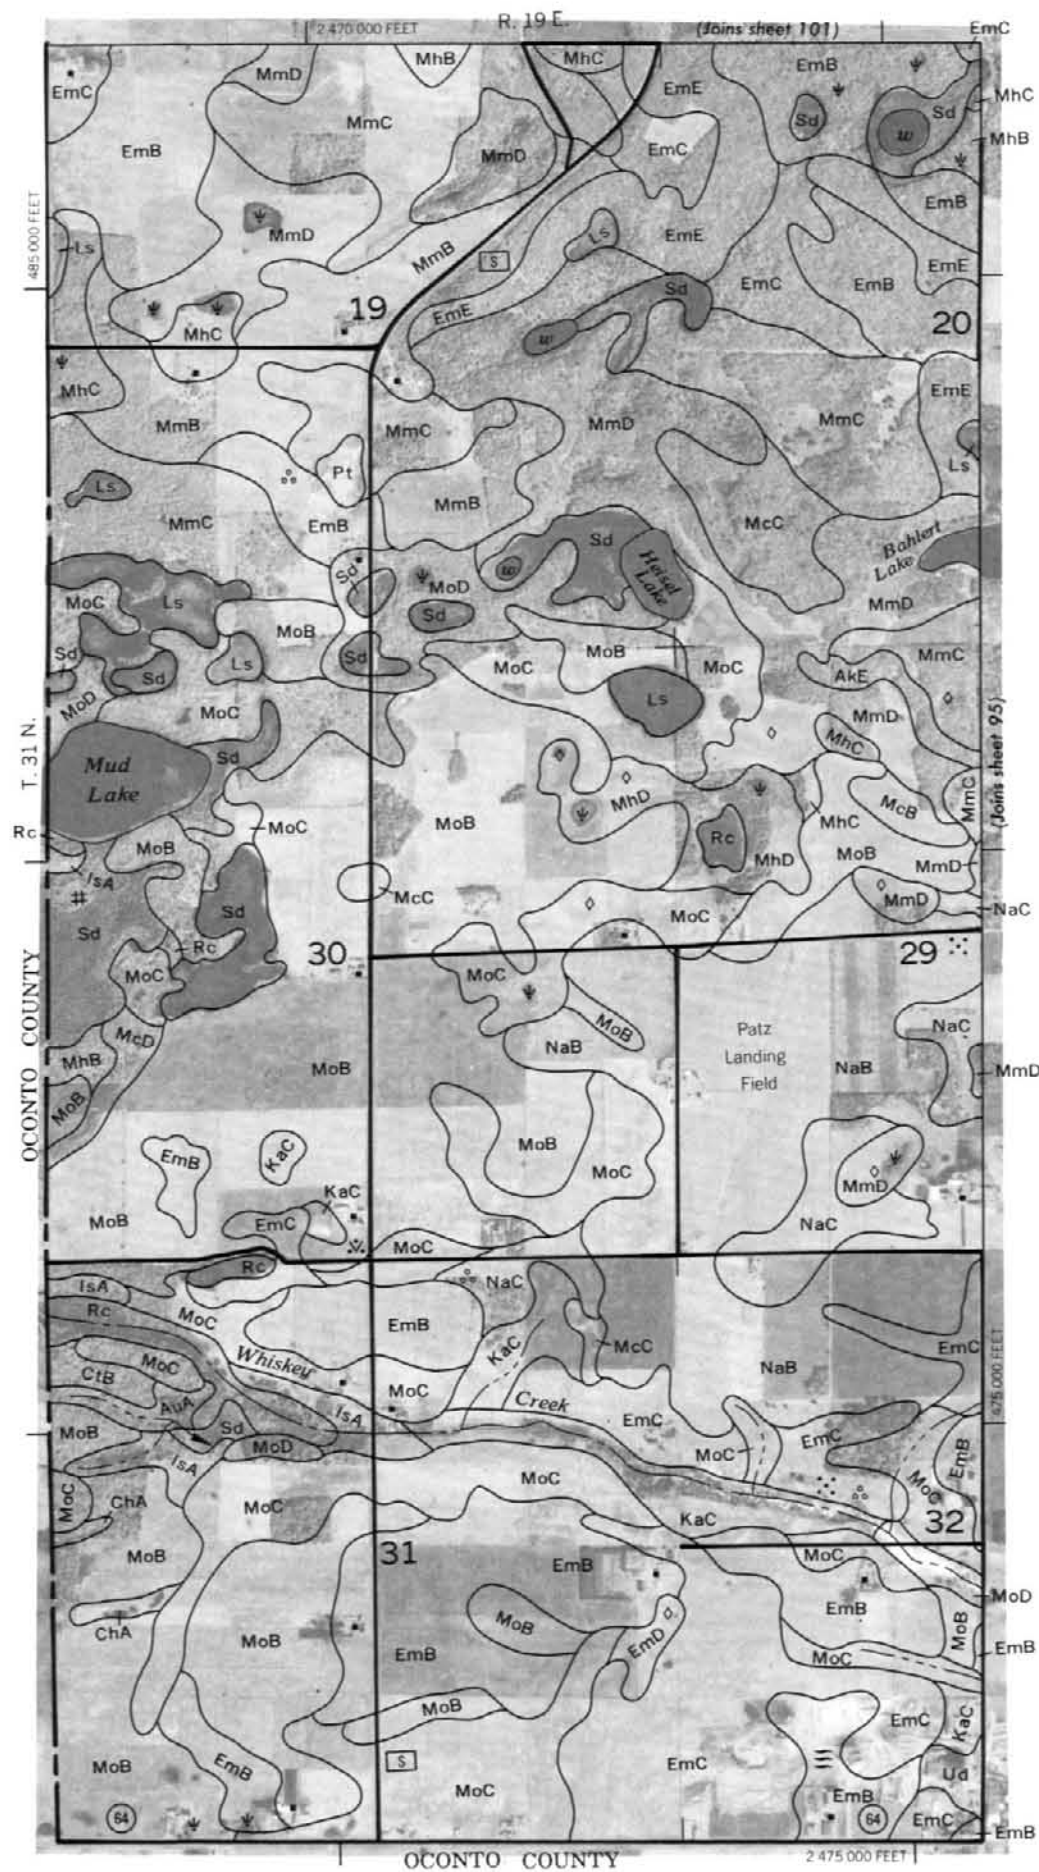 2 470 000 FEET
R. 19 E.
(Joins sheet 101)
EmC
MhB
MhC
EmB
EmC
MmD
EmE
MhC
Sd
Sd
w
MhB
MmC
EmB
MmD
EmC
EmB
485 000 FEET
MmD
Ls
EmE
EmE
Ls
MmB
S
Sd
EmC
EmB
19
EmE
20
MhC
w
MhC
EmE
MmB
MmC
MmD
MmC
Pt
Ls
Ls
MmB
MmC
EmB
McC
Sd
Bahlert
Lake
Heisel
Lake
w
Sd
MoD
MoC
Ls
MmD
Sd
MoB
MoB
Sd
Ls
Sd
MoC
MoC
MmC
Sd
AkE
MoD
Ls
MoC
MmD
(Joins sheet 95)
T. 31 N.
MhC
Sd
Mud
Lake
MmC
MhD
McB
Rc
MoC
MoB
MhC
Rc
MoB
MoB
MhD
MmD
IsA
McC
MmD
Sd
MoC
NaC
Sd
Rc
30
29
MoC
MoC
OCONTO COUNTY
MoB
NaC
McD
NaB
Patz
Landing
Field
MhB
MoB
NaB
MmD
MoB
MoB
EmB
KaC
MoC
MmD
KaC
MoB
EmC
NaC
MoC
Rc
IsA
NaC
Rc
MoC
EmB
KaC
McC
EmC
MoC
Whiskey
NaB
CtB
MoC
675 000 FEET
AuA
IsA
Creek
EmC
Sd
MoB
MoD
MoC
EmC
EmB
IsA
MoC
MoC
MoC
ChA
MoC
KaC
32
MoB
31
MoC
EmB
MoD
MoB
EmB
ChA
MoB
EmD
MoB
EmB
EmB
MoC
MoB
EmC
KaC
EmB
MoB
S
EmC
MoC
Ud
EmB
64
64
EmC
EmB
OCONTO COUNTY
2 475 000 FEET